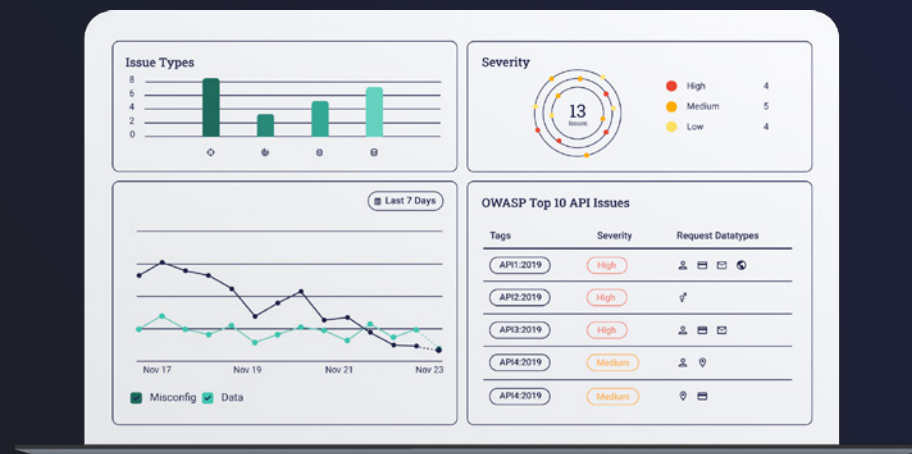 Issue Types
8
6
4
2
0
Severity
13
Issues
High 4
Medium 5
Low 4
Last 7 Days
Nov 17 Nov 19 Nov 21 Nov 23
Misconfig Data
OWASP Top 10 API Issues
Tags Severity Request Datatypes
API1:2019 High
API2:2019 High
API3:2019 High
API4:2019 Medium
API4:2019 Medium